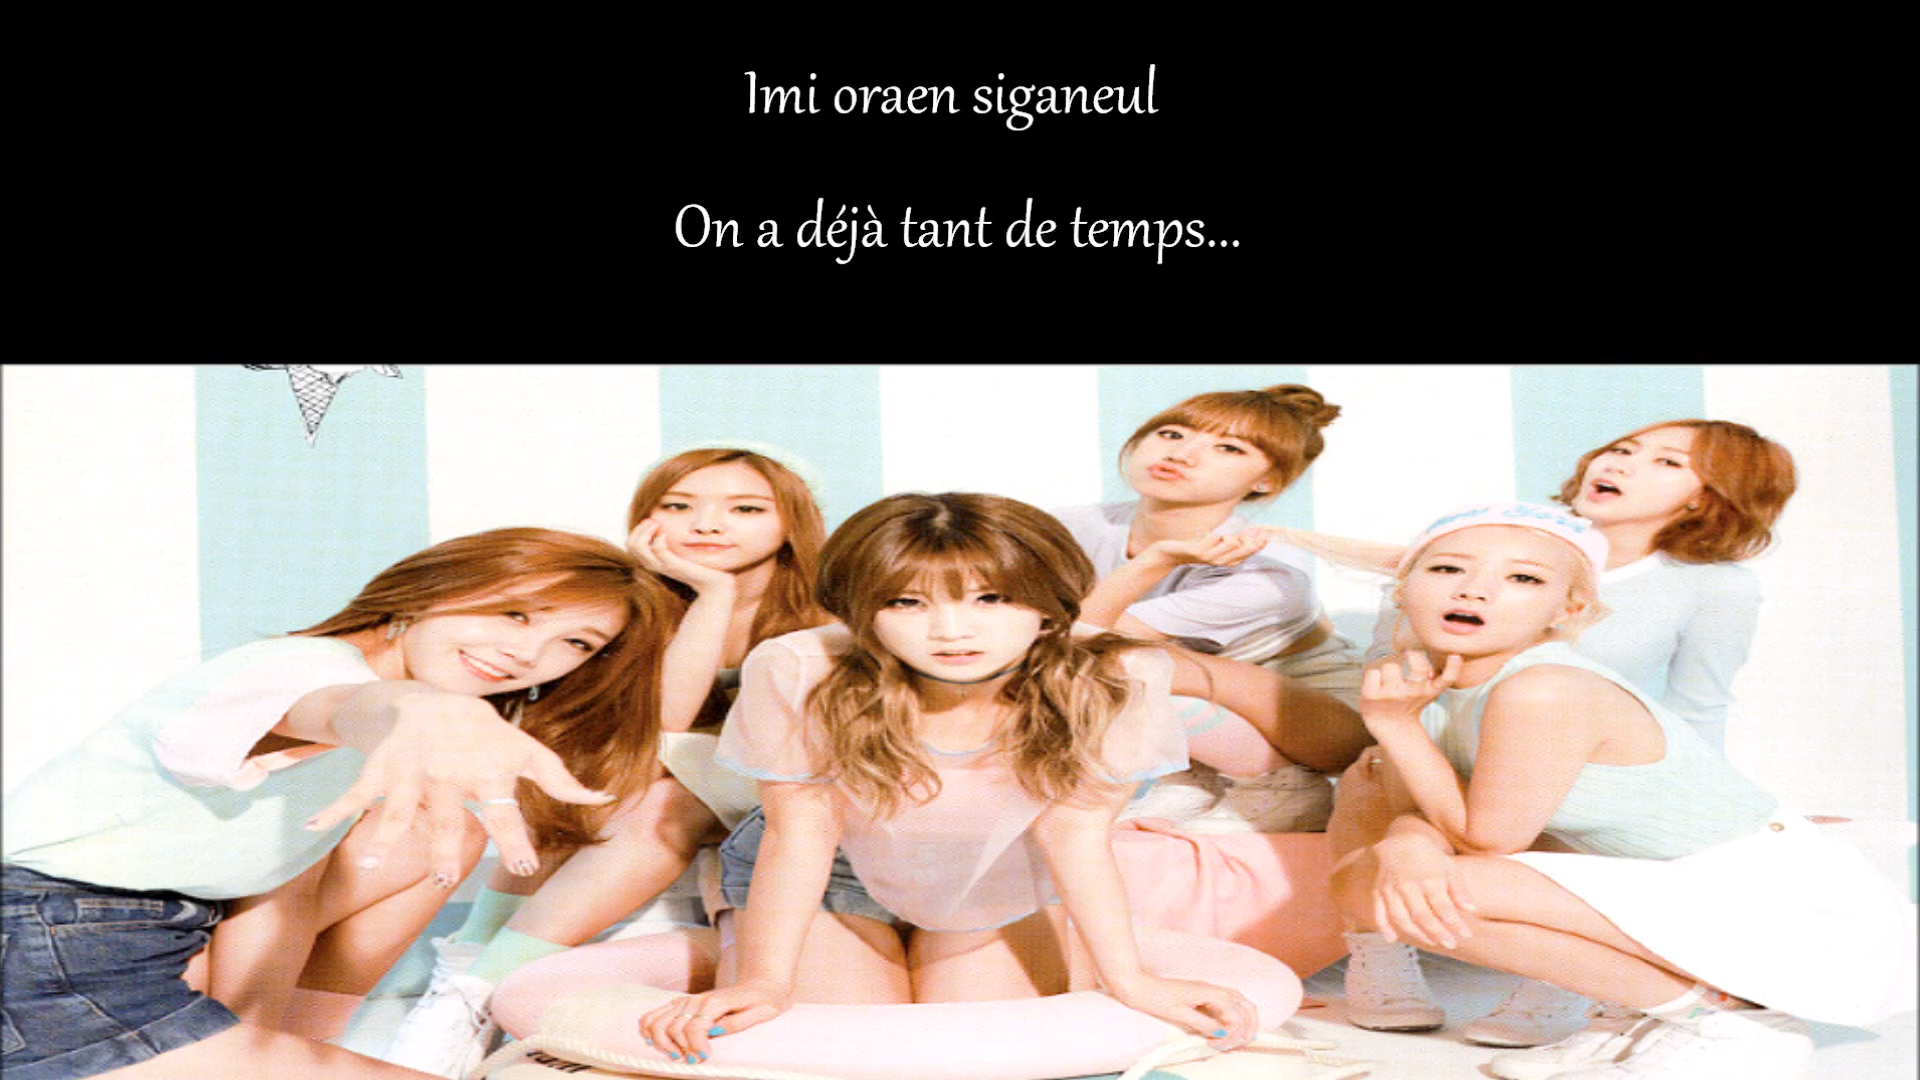 Imi oraen siganeul
On a déjà tant de temps...